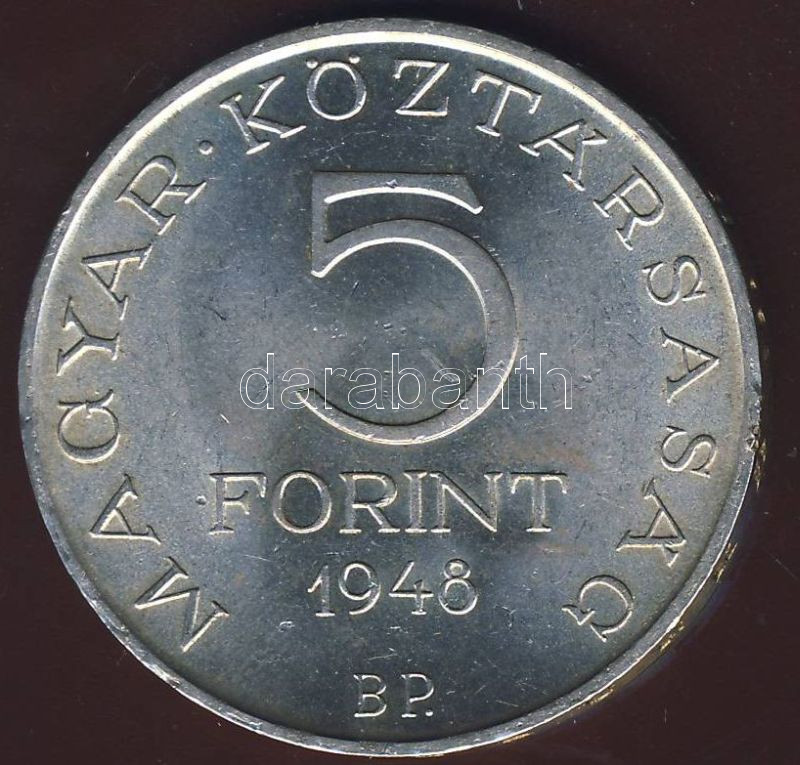 MAGYAR · KÖZTÁRSASÁG
5
darabanth
FORINT
1948
BP.